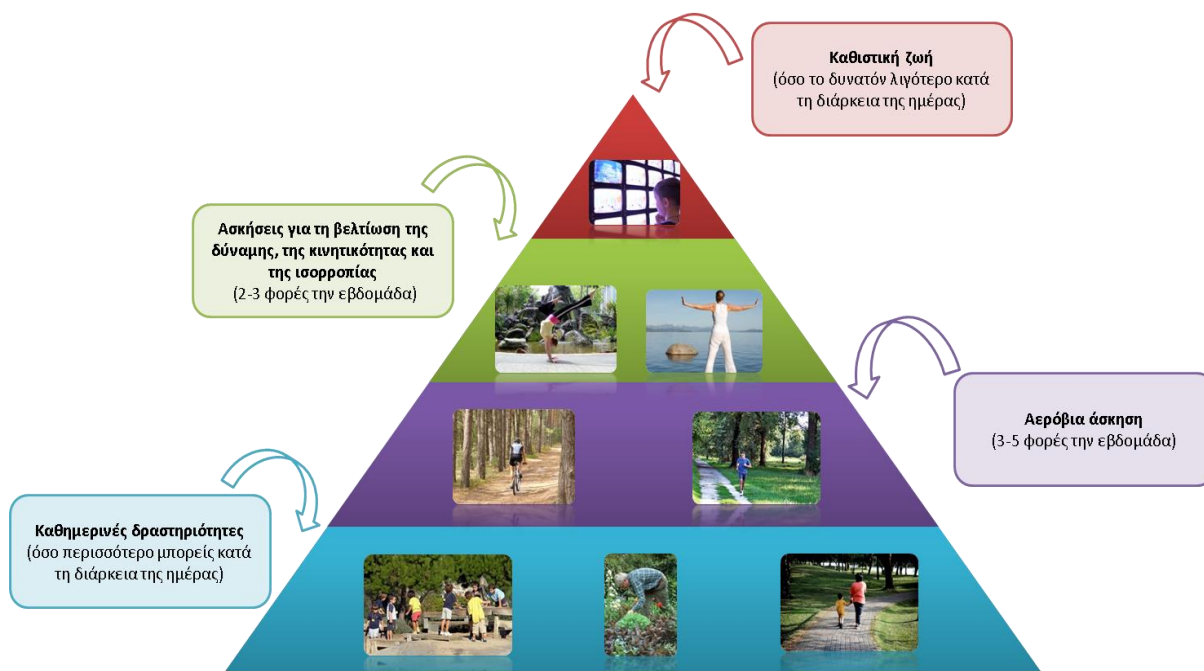 Καθιστική ζωή
(όσο το δυνατόν λιγότερο κατά
τη διάρκεια της ημέρας)
Ασκήσεις για τη βελτίωση της
δύναμης, της κινητικότητας και
της ισορροπίας
(2-3 φορές την εβδομάδα)
Αερόβια άσκηση
(3-5 φορές την εβδομάδα)
Καθημερινές δραστηριότητες
(όσο περισσότερο μπορείς κατά
τη διάρκεια της ημέρας)